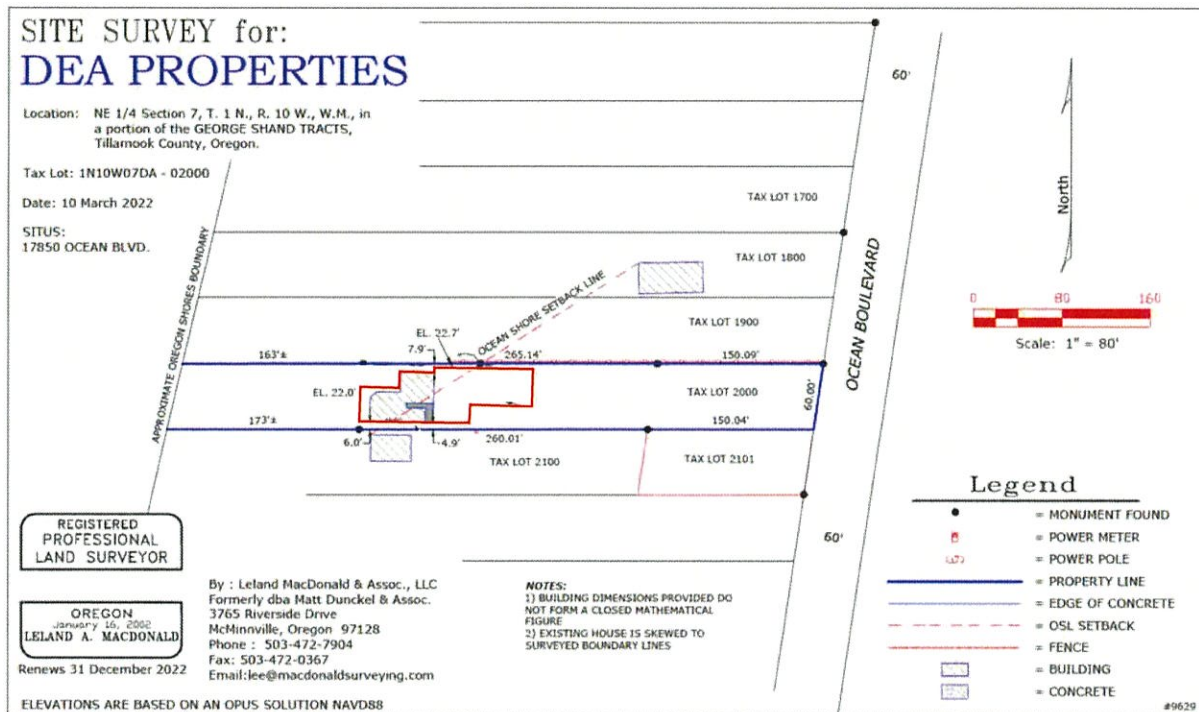 SITE SURVEY for:
DEA PROPERTIES
Location: NE 1/4 Section 7, T. 1 N., R. 10 W., W.M., in
a portion of the GEORGE SHAND TRACTS,
Tillamook County, Oregon.
Tax Lot: 1N10W07DA - 02000
Date: 10 March 2022
SITUS:
17850 OCEAN BLVD.
60'
TAX LOT 1700
North
TAX LOT 1800
APPROXIMATE OREGON SHORES BOUNDARY
OCEAN SHORE SETBACK LINE
OCEAN BOULEVARD
TAX LOT 1900
0 80 160
Scale: 1" = 80'
EL. 22.7'
163'±
7.9'
265.14'
150.09'
EL. 22.0'
TAX LOT 2000
60.00'
173'±
150.04'
6.0'
4.9'
260.01'
TAX LOT 2100
TAX LOT 2101
60'
REGISTERED
PROFESSIONAL
LAND SURVEYOR
OREGON
January 16, 2002
LELAND A. MACDONALD
Renews 31 December 2022
By : Leland MacDonald & Assoc., LLC
Formerly dba Matt Dunckel & Assoc.
3765 Riverside Drive
McMinnville, Oregon 97128
Phone : 503-472-7904
Fax: 503-472-0367
Email:lee@macdonaldsurveying.com
NOTES:
1) BUILDING DIMENSIONS PROVIDED DO
NOT FORM A CLOSED MATHEMATICAL
FIGURE
2) EXISTING HOUSE IS SKEWED TO
SURVEYED BOUNDARY LINES
Legend
= MONUMENT FOUND
= POWER METER
= POWER POLE
= PROPERTY LINE
= EDGE OF CONCRETE
= OSL SETBACK
= FENCE
= BUILDING
= CONCRETE
ELEVATIONS ARE BASED ON AN OPUS SOLUTION NAVD88
#9629